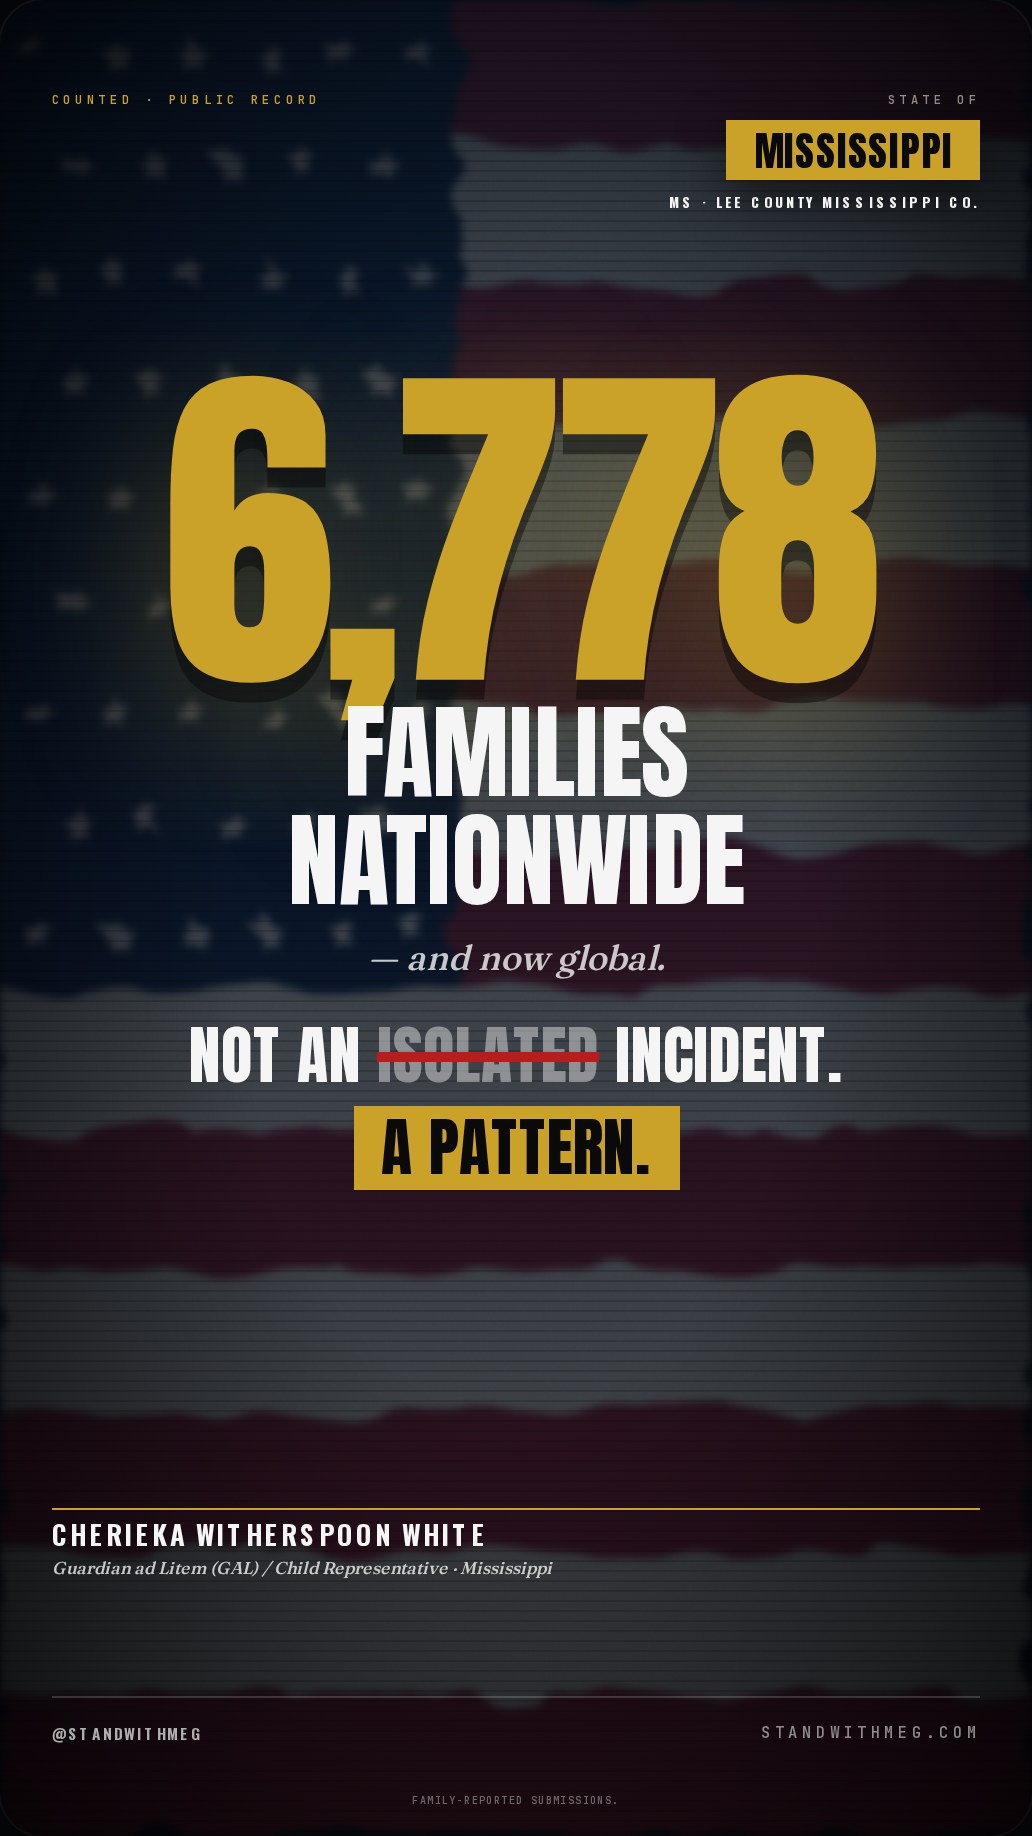 COUNTED · PUBLIC RECORD
STATE OF
MISSISSIPPI
MS · LEE COUNTY MISSISSIPPI CO.
6,778
FAMILIES
NATIONWIDE
— and now global.
NOT AN ISOLATED INCIDENT.
A PATTERN.
CHERIEKA WITHERSPOON WHITE
Guardian ad Litem (GAL) / Child Representative · Mississippi
@STANDWITHMEG
STANDWITHMEG.COM
FAMILY-REPORTED SUBMISSIONS.